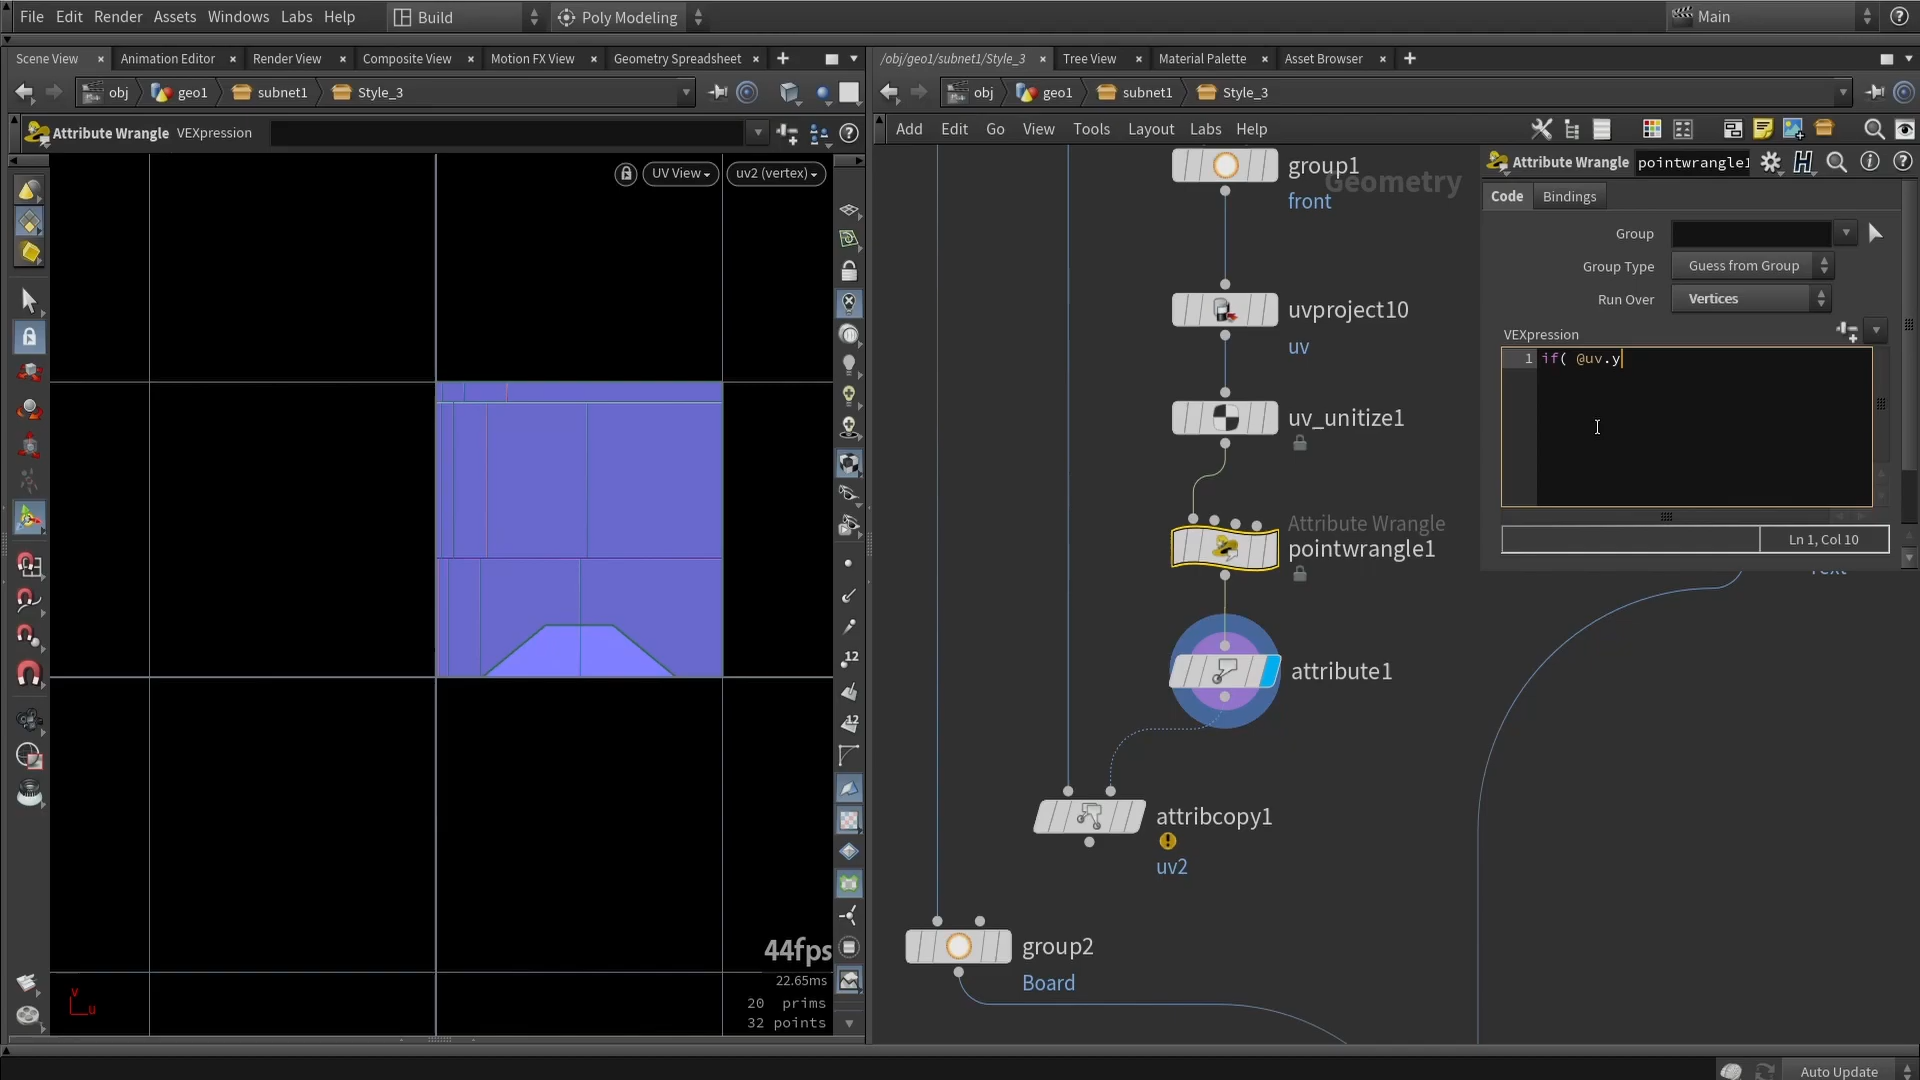 File Edit Render Assets Windows Labs Help Build Poly Modeling Main
Scene View Animation Editor Render View Composite View Motion FX View Geometry Spreadsheet
obj geo1 subnet1 Style_3
Attribute Wrangle VEXpression
UV View uv2 (vertex)
12
12
44fps
22.65ms
20 prims
32 points
v
u
/obj/geo1/subnet1/Style_3 Tree View Material Palette Asset Browser
obj geo1 subnet1 Style_3
Add Edit Go View Tools Layout Labs Help
Geometry
group1
front
uvproject10
uv
uv_unitize1
Attribute Wrangle
pointwrangle1
attribute1
attribcopy1
uv2
group2
Board
Attribute Wrangle pointwrangle1
Code Bindings
Group
Group Type Guess from Group
Run Over Vertices
VEXpression
1 if( @uv.y
Ln 1, Col 10
Auto Update